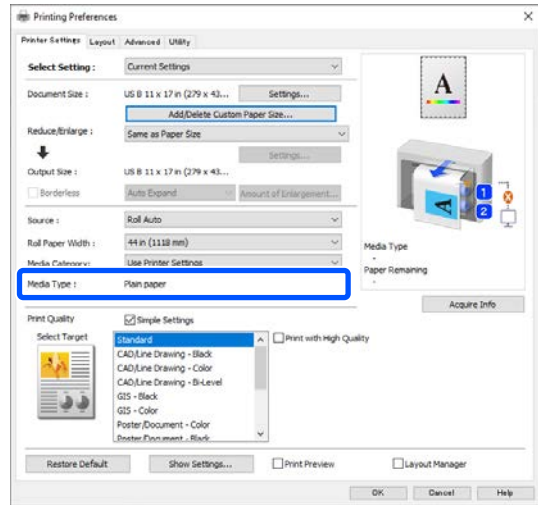 Printing Preferences
Printer Settings Layout Advanced Utility
Select Setting : Current Settings
Document Size : US B 11 x 17 in (279 x 43... Settings...
Add/Delete Custom Paper Size...
Reduce/Enlarge : Same as Paper Size
Settings...
Output Size : US B 11 x 17 in (279 x 43...
Borderless Auto Expand Amount of Enlargement...
Source : Roll Auto
Roll Paper Width : 44 in (1118 mm)
Media Category: Use Printer Settings
Media Type : Plain paper
Print Quality Simple Settings
Select Target Standard Print with High Quality
CAD/Line Drawing - Black
CAD/Line Drawing - Color
CAD/Line Drawing - Bi-Level
GIS - Black
GIS - Color
Poster/Document - Color
Poster/Document - Black
A
A
1
2
Media Type
-
Paper Remaining
-
Acquire Info
Restore Default Show Settings... Print Preview Layout Manager
OK Cancel Help